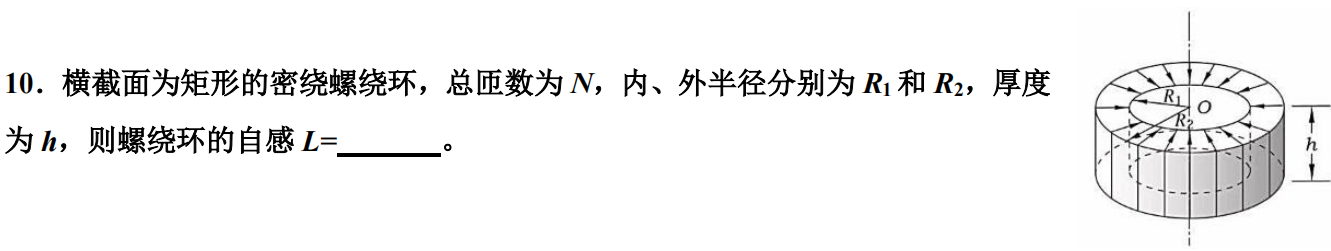 10．横截面为矩形的密绕螺绕环，总匝数为 N，内、外半径分别为 R₁ 和 R₂，厚度
为 h，则螺绕环的自感 L=______。
R₁
O
R₂
h